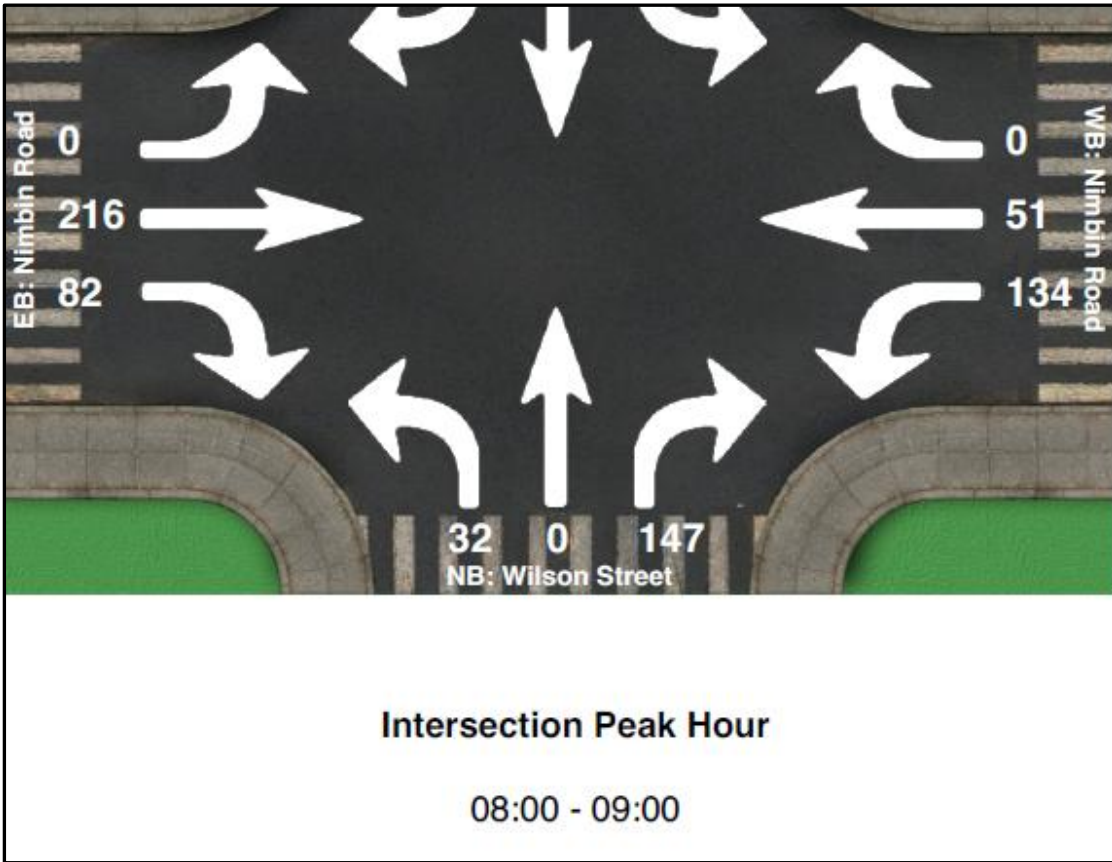 EB: Nimbin Road
0
216
82
WB: Nimbin Road
0
51
134
32 0 147
NB: Wilson Street
Intersection Peak Hour
08:00 - 09:00